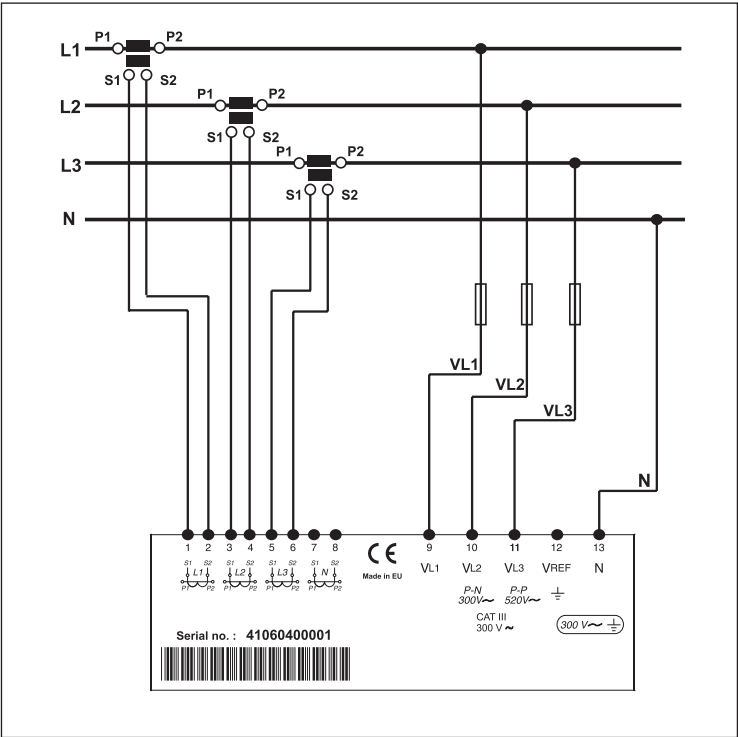 L1 P1 P2
S1 S2
L2 P1 P2
S1 S2
L3 P1 P2
S1 S2
N
VL1
VL2
VL3
N
1 2 3 4 5 6 7 8 9 10 11 12 13
S1 S2 S1 S2 S1 S2 S1 S2
L1 L2 L3 N
P1 P2 P1 P2 P1 P2 P1 P2
CE
Made in EU
VL1 VL2 VL3 VREF N
P-N P-P
300V~ 520V~
CAT III
300 V ~
300 V~
Serial no. : 41060400001